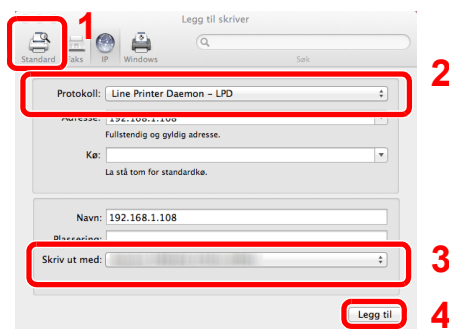 Legg til skriver
1
Standard Faks IP Windows
Søk
2
Protokoll: Line Printer Daemon – LPD
Adresse: 192.168.1.108
Fullstendig og gyldig adresse.
Kø:
La stå tom for standardkø.
Navn: 192.168.1.108
Plassering:
Skriv ut med:
3
Legg til
4